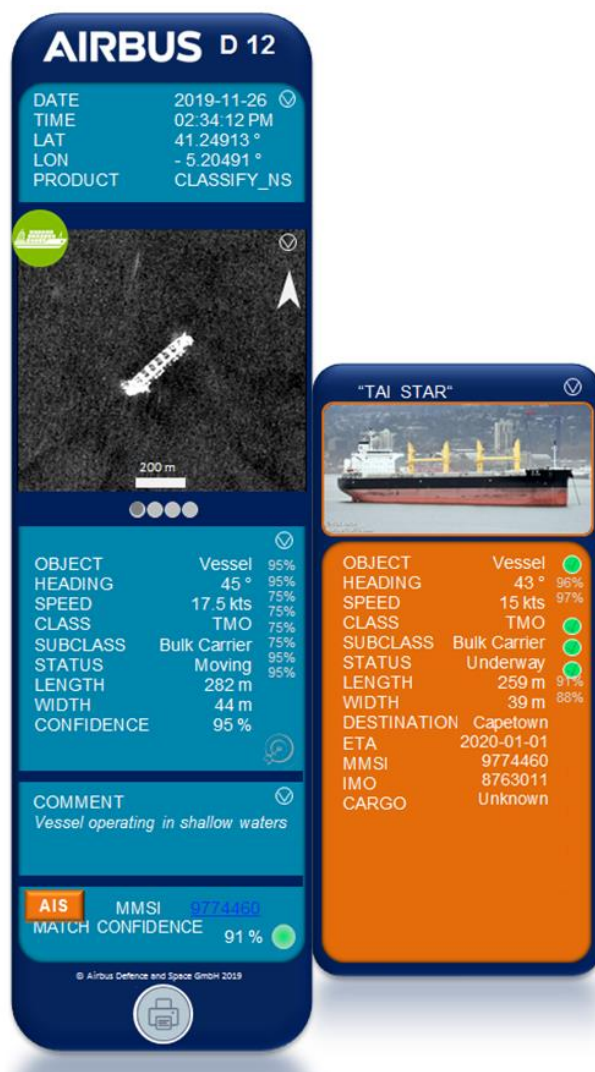 AIRBUS D 12
DATE 2019-11-26
TIME 02:34:12 PM
LAT 41.24913 °
LON - 5.20491 °
PRODUCT CLASSIFY_NS
200 m
OBJECT Vessel 95%
HEADING 45 ° 95%
SPEED 17.5 kts 75%
CLASS TMO 75%
SUBCLASS Bulk Carrier 75%
STATUS Moving 75%
LENGTH 282 m 95%
WIDTH 44 m 95%
CONFIDENCE 95 %
COMMENT
Vessel operating in shallow waters
AIS MMSI 9774460
MATCH CONFIDENCE 91 %
© Airbus Defence and Space GmbH 2019
"TAI STAR"
OBJECT Vessel
HEADING 43 ° 96%
SPEED 15 kts 97%
CLASS TMO
SUBCLASS Bulk Carrier
STATUS Underway
LENGTH 259 m 91%
WIDTH 39 m 88%
DESTINATION Capetown
ETA 2020-01-01
MMSI 9774460
IMO 8763011
CARGO Unknown